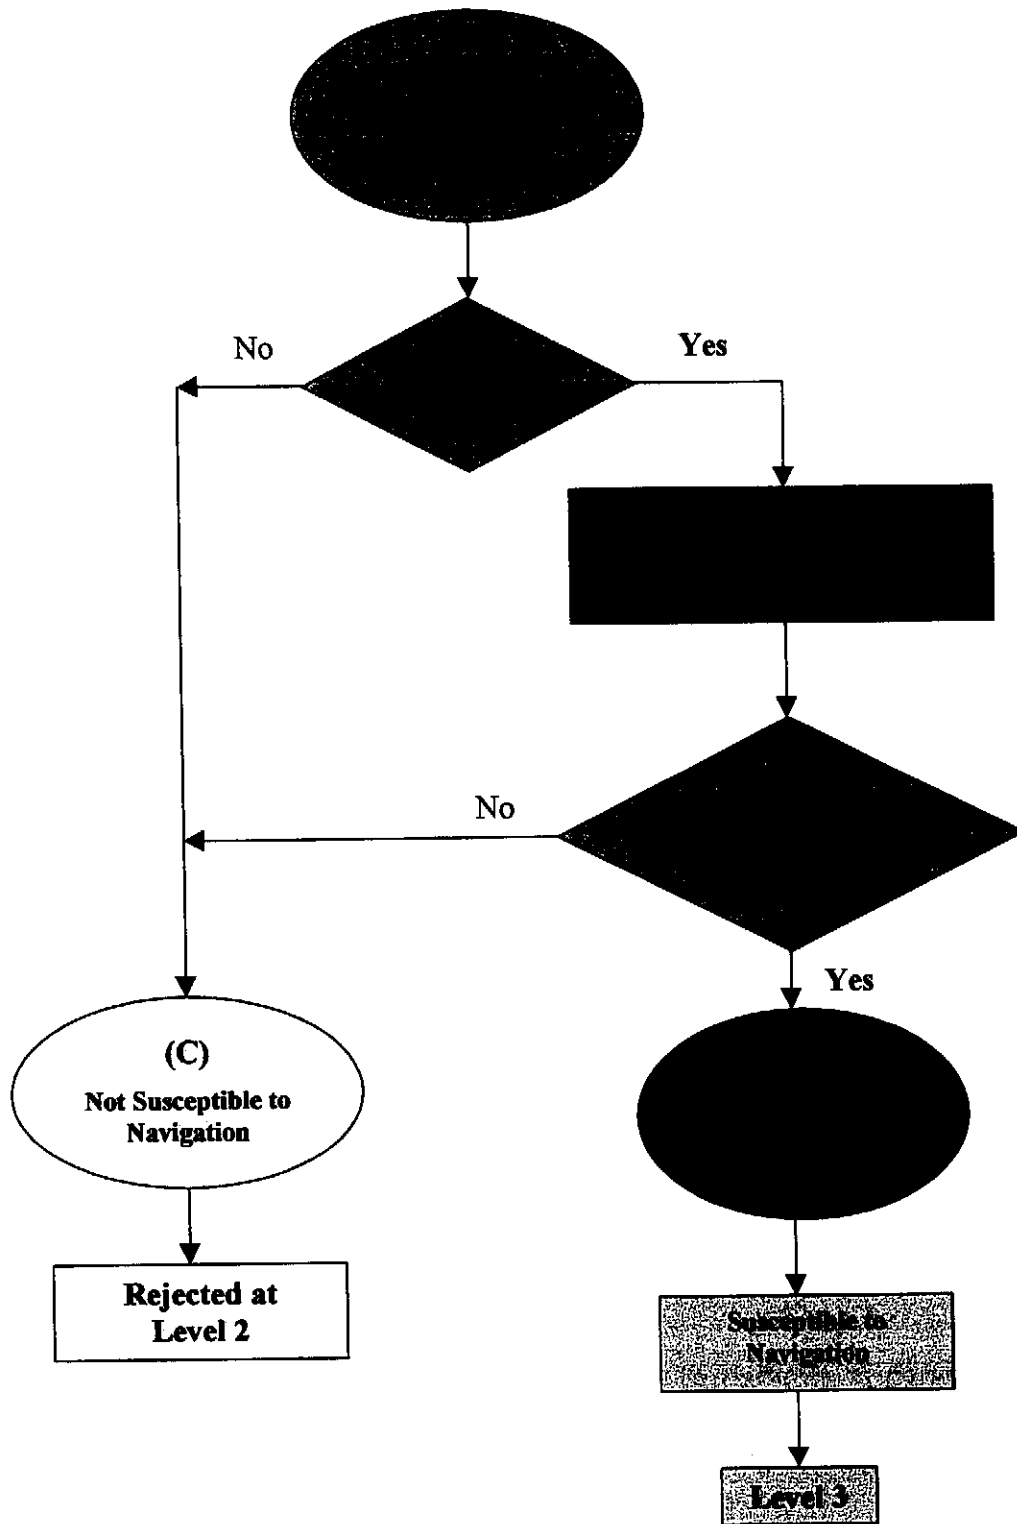 No
Yes
No
Yes
(C)
Not Susceptible to
Navigation
Rejected at
Level 2
Susceptible to
Navigation
Level 3